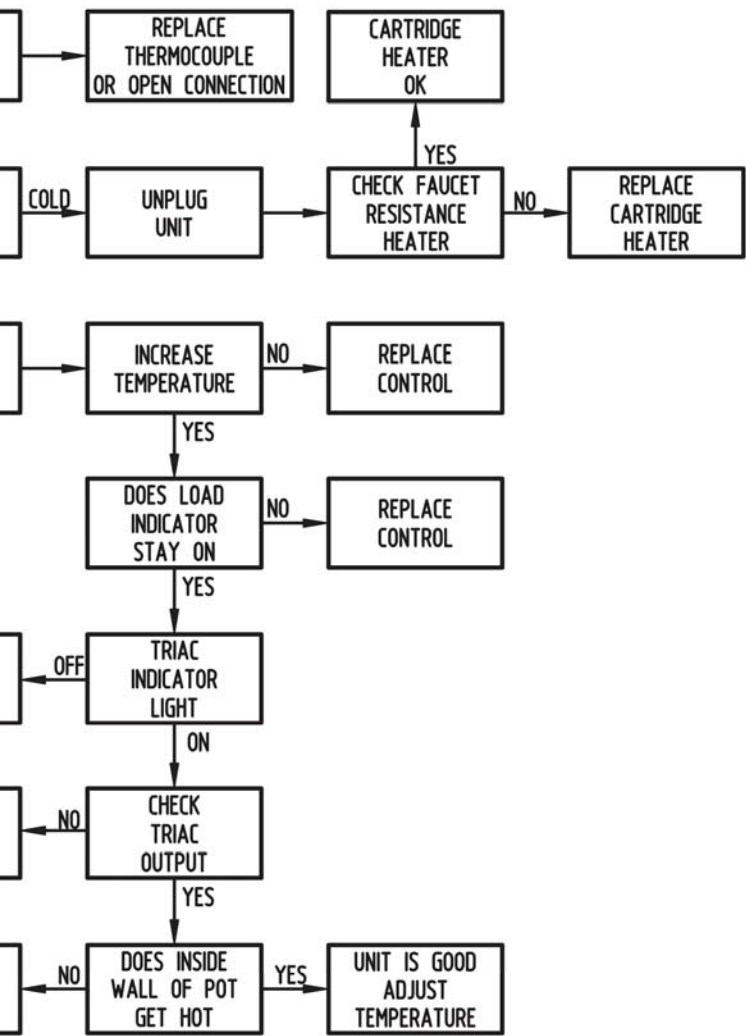 REPLACE
THERMOCOUPLE
OR OPEN CONNECTION
CARTRIDGE
HEATER
OK
YES
COLD
UNPLUG
UNIT
CHECK FAUCET
RESISTANCE
HEATER
NO
REPLACE
CARTRIDGE
HEATER
INCREASE
TEMPERATURE
NO
REPLACE
CONTROL
YES
DOES LOAD
INDICATOR
STAY ON
NO
REPLACE
CONTROL
YES
OFF
TRIAC
INDICATOR
LIGHT
ON
NO
CHECK
TRIAC
OUTPUT
YES
NO
DOES INSIDE
WALL OF POT
GET HOT
YES
UNIT IS GOOD
ADJUST
TEMPERATURE